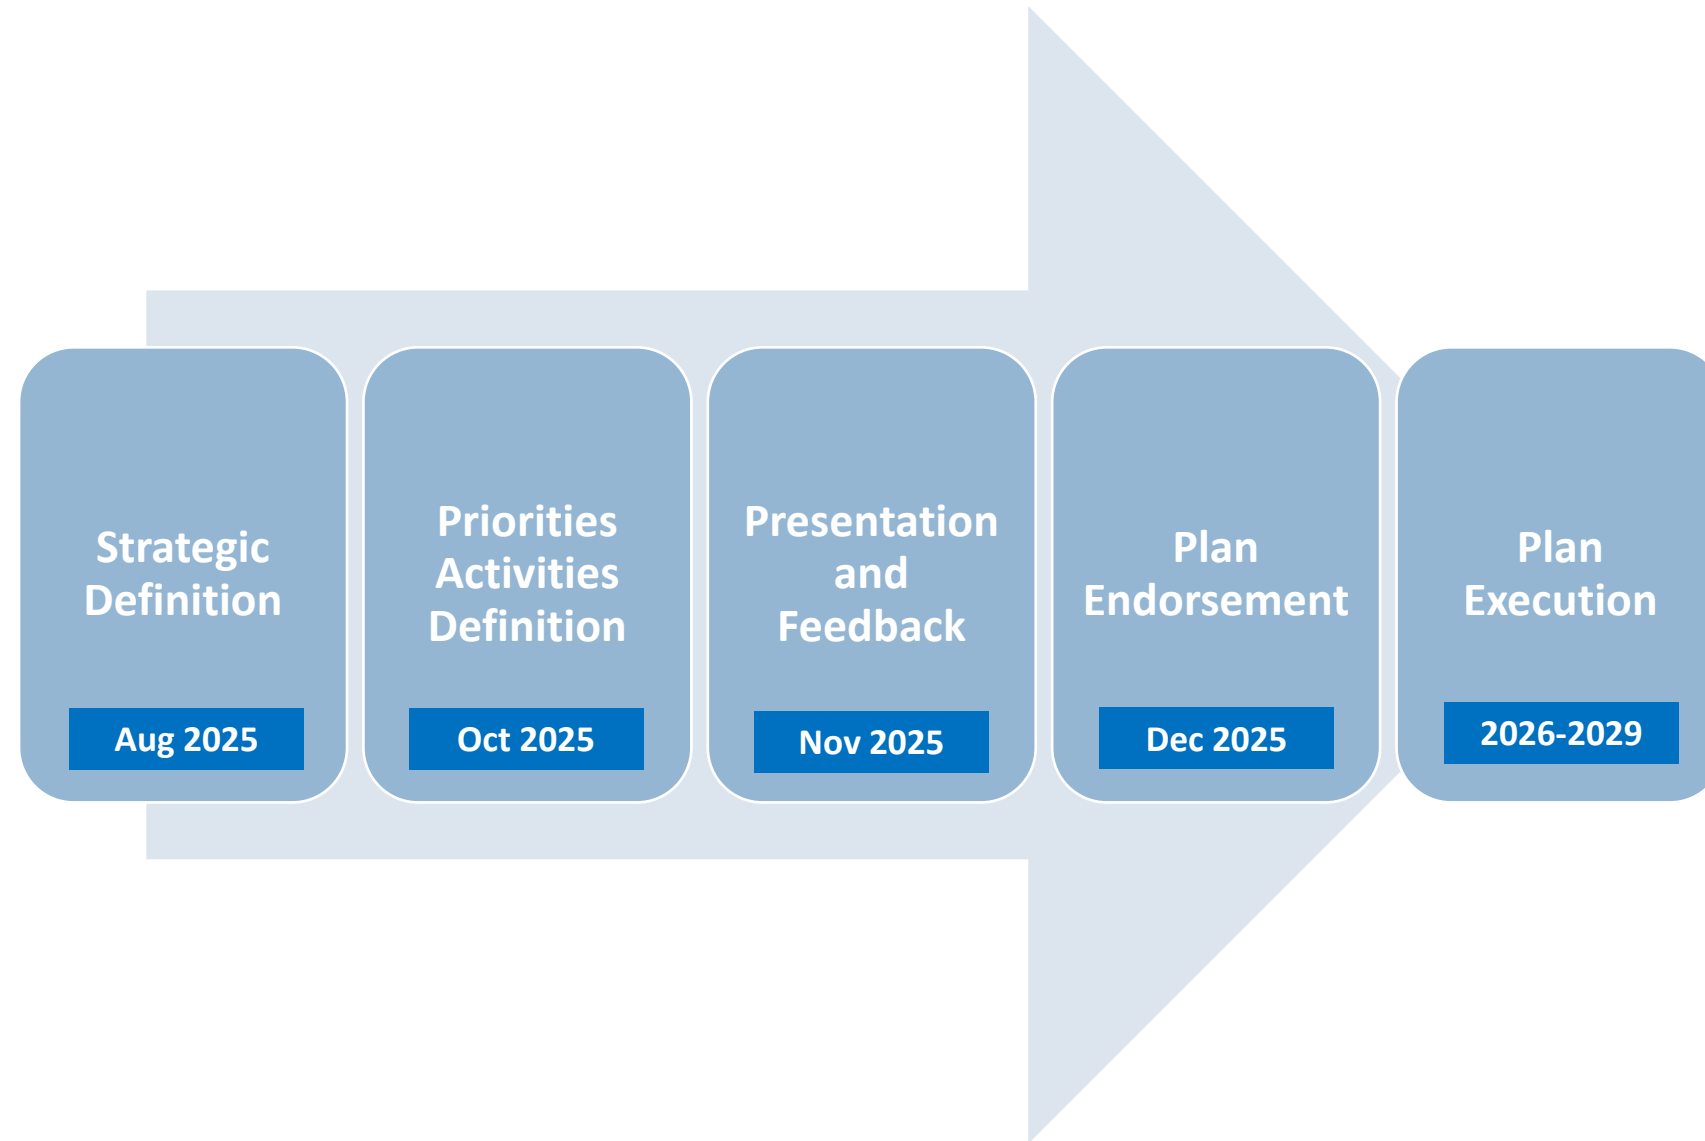 Strategic
Definition
Aug 2025
Priorities
Activities
Definition
Oct 2025
Presentation
and
Feedback
Nov 2025
Plan
Endorsement
Dec 2025
Plan
Execution
2026-2029